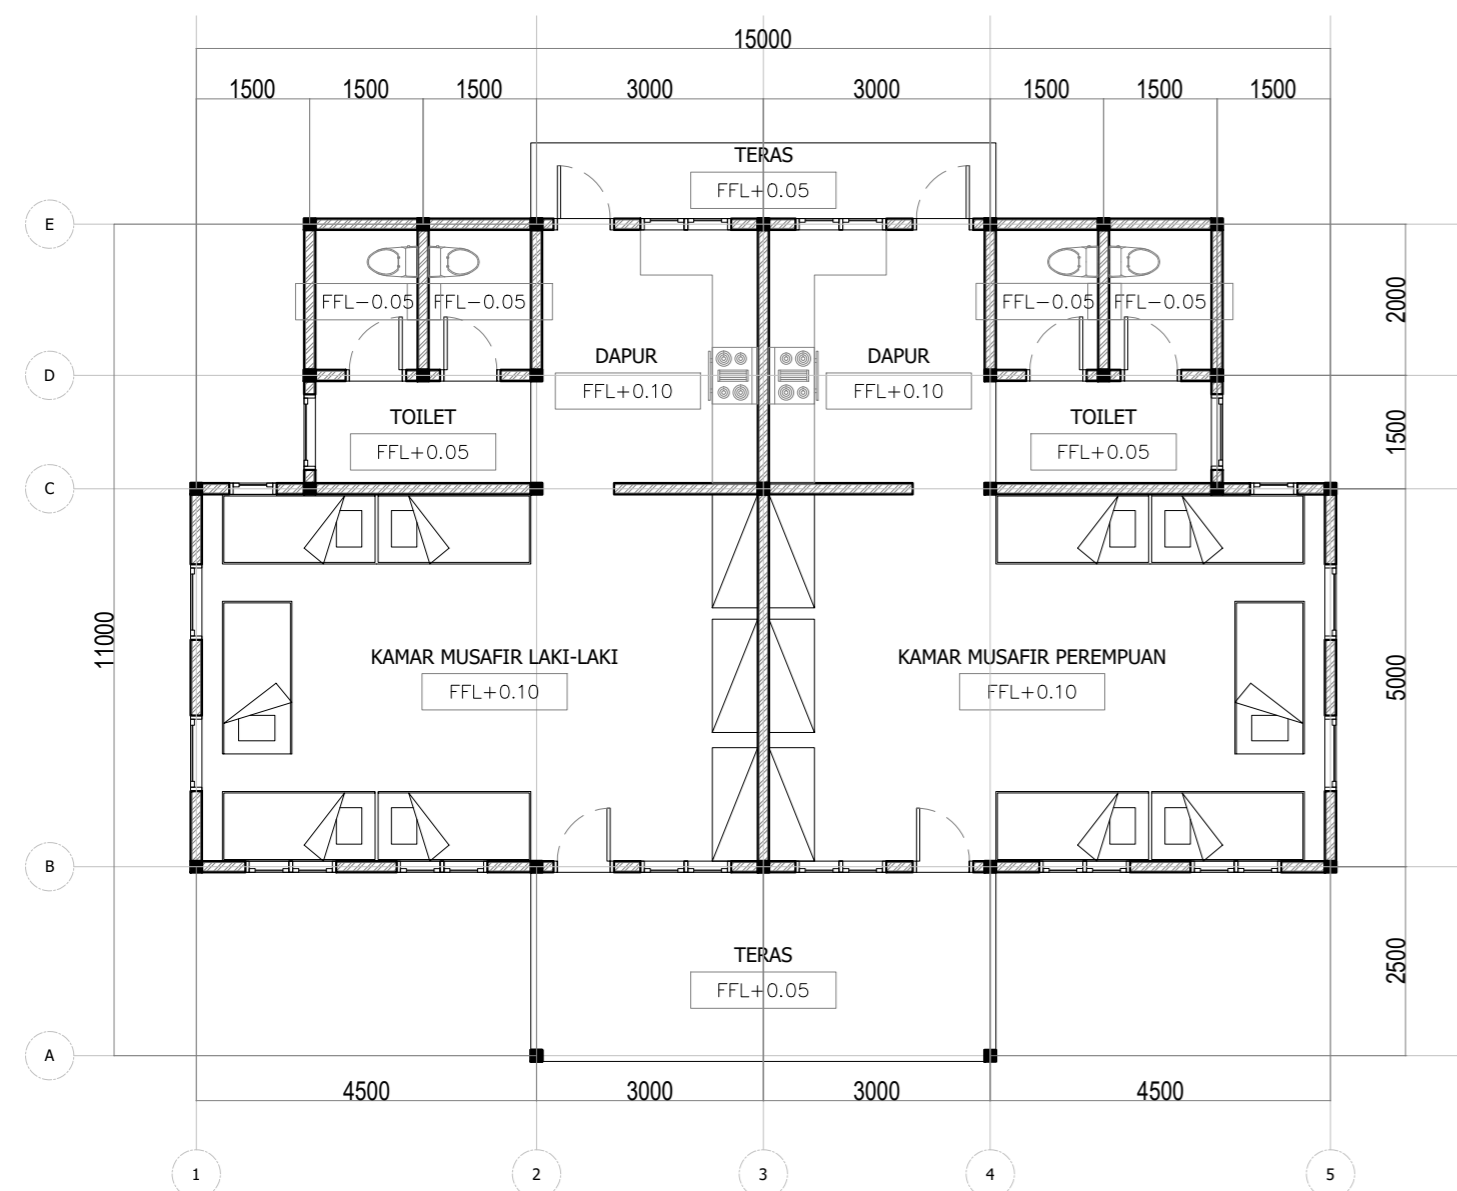 15000
1500 1500 1500 3000 3000 1500 1500 1500
TERAS
FFL+0.05
E
FFL-0.05 FFL-0.05 FFL-0.05 FFL-0.05
2000
DAPUR DAPUR
D
FFL+0.10 FFL+0.10
TOILET TOILET
1500
FFL+0.05 FFL+0.05
C
11000
KAMAR MUSAFIR LAKI-LAKI KAMAR MUSAFIR PEREMPUAN
5000
FFL+0.10 FFL+0.10
B
TERAS
2500
FFL+0.05
A
4500 3000 3000 4500
1 2 3 4 5